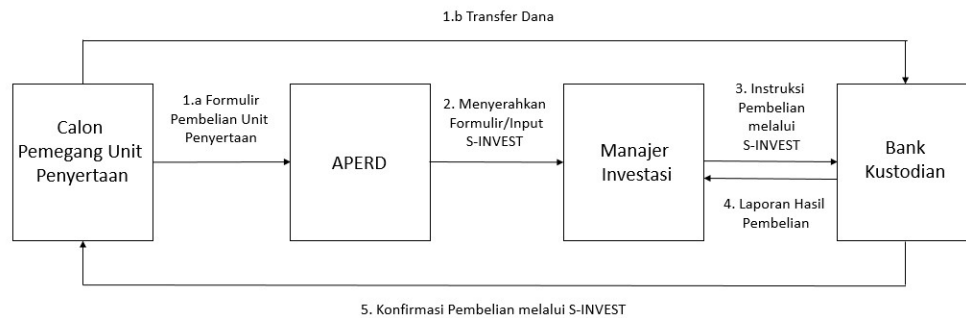 1.b Transfer Dana
Calon
Pemegang Unit
Penyertaan
1.a Formulir
Pembelian Unit
Penyertaan
APERD
2. Menyerahkan
Formulir/Input
S-INVEST
Manajer
Investasi
3. Instruksi
Pembelian
melalui
S-INVEST
4. Laporan Hasil
Pembelian
Bank
Kustodian
5. Konfirmasi Pembelian melalui S-INVEST